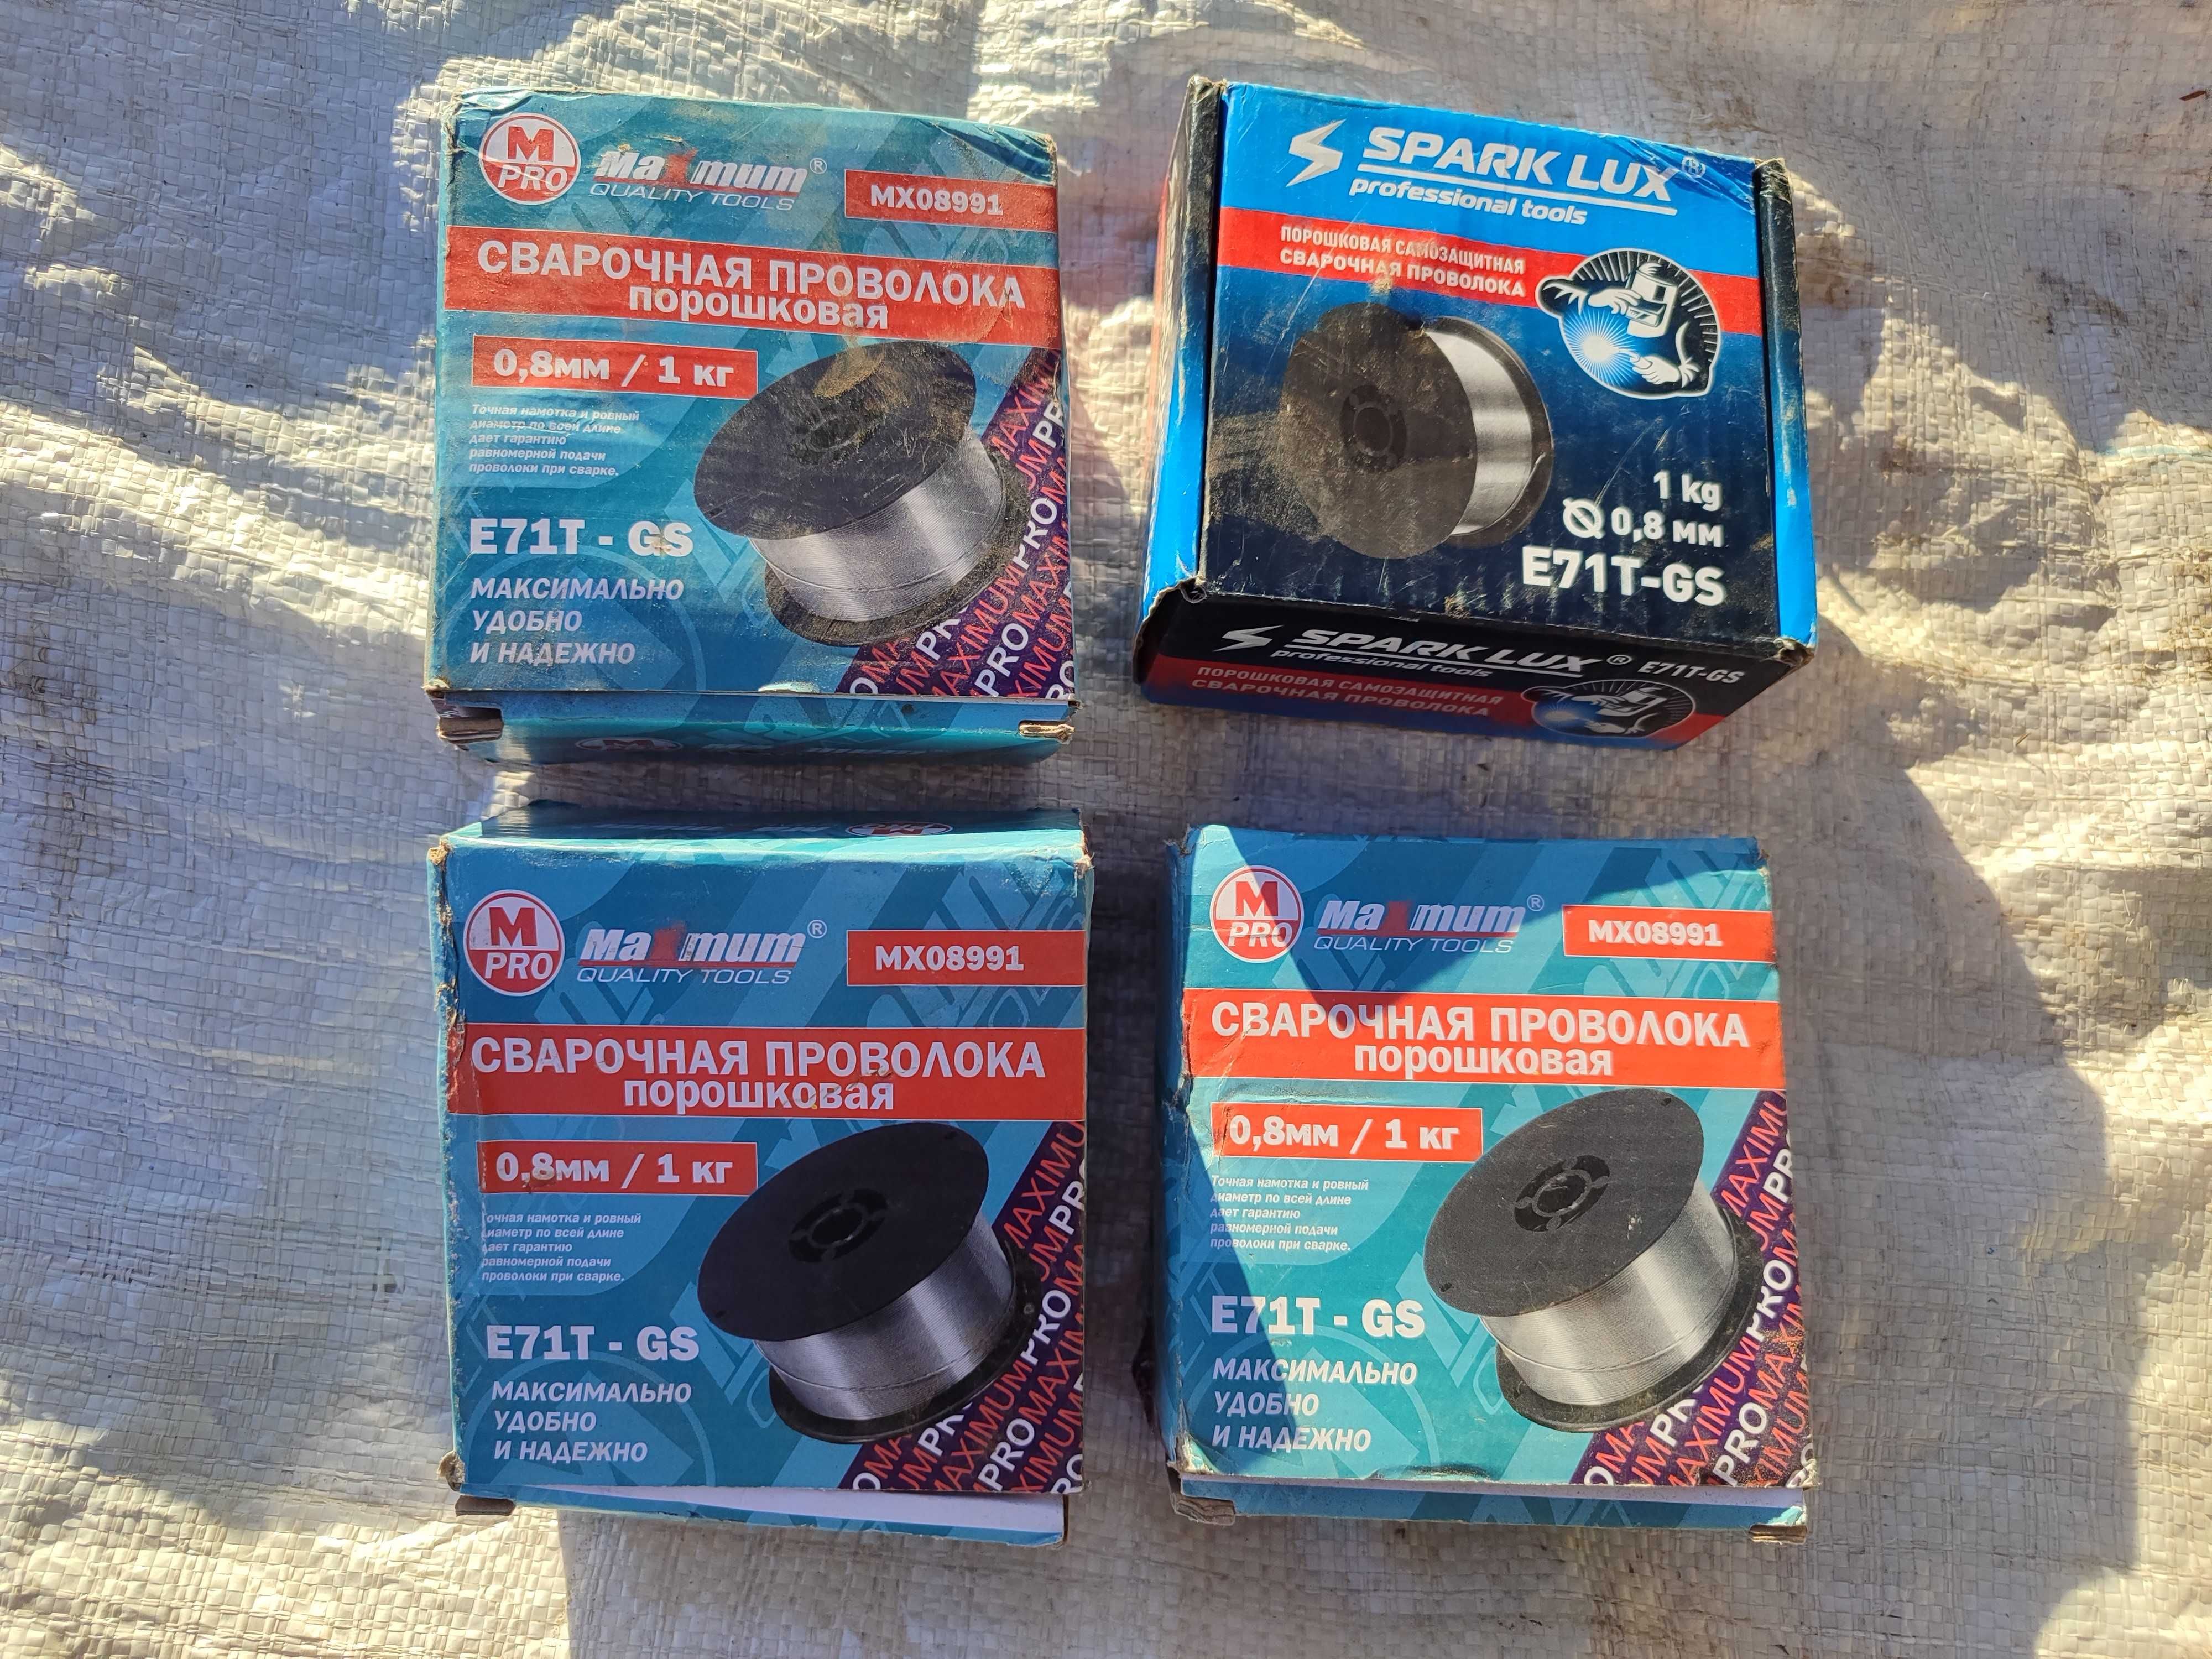 M
PRO
Maximum®
QUALITY TOOLS
MX08991
СВАРОЧНАЯ ПРОВОЛОКА
порошковая
0,8мм / 1 кг
Точная намотка и ровный
диаметр по всей длине
дает гарантию
равномерной подачи
проволоки при сварке.
E71T - GS
МАКСИМАЛЬНО
УДОБНО
И НАДЕЖНО
SPARK LUX®
professional tools
ПОРОШКОВАЯ САМОЗАЩИТНАЯ
СВАРОЧНАЯ ПРОВОЛОКА
1 kg
0,8 мм
E71T-GS
SPARK LUX® E71T-GS
professional tools
ПОРОШКОВАЯ САМОЗАЩИТНАЯ
СВАРОЧНАЯ ПРОВОЛОКА
M
PRO
Maximum®
QUALITY TOOLS
MX08991
СВАРОЧНАЯ ПРОВОЛОКА
порошковая
0,8мм / 1 кг
Точная намотка и ровный
диаметр по всей длине
дает гарантию
равномерной подачи
проволоки при сварке.
E71T - GS
МАКСИМАЛЬНО
УДОБНО
И НАДЕЖНО
M
PRO
Maximum®
QUALITY TOOLS
MX08991
СВАРОЧНАЯ ПРОВОЛОКА
порошковая
0,8мм / 1 кг
Точная намотка и ровный
диаметр по всей длине
дает гарантию
равномерной подачи
проволоки при сварке.
E71T - GS
МАКСИМАЛЬНО
УДОБНО
И НАДЕЖНО